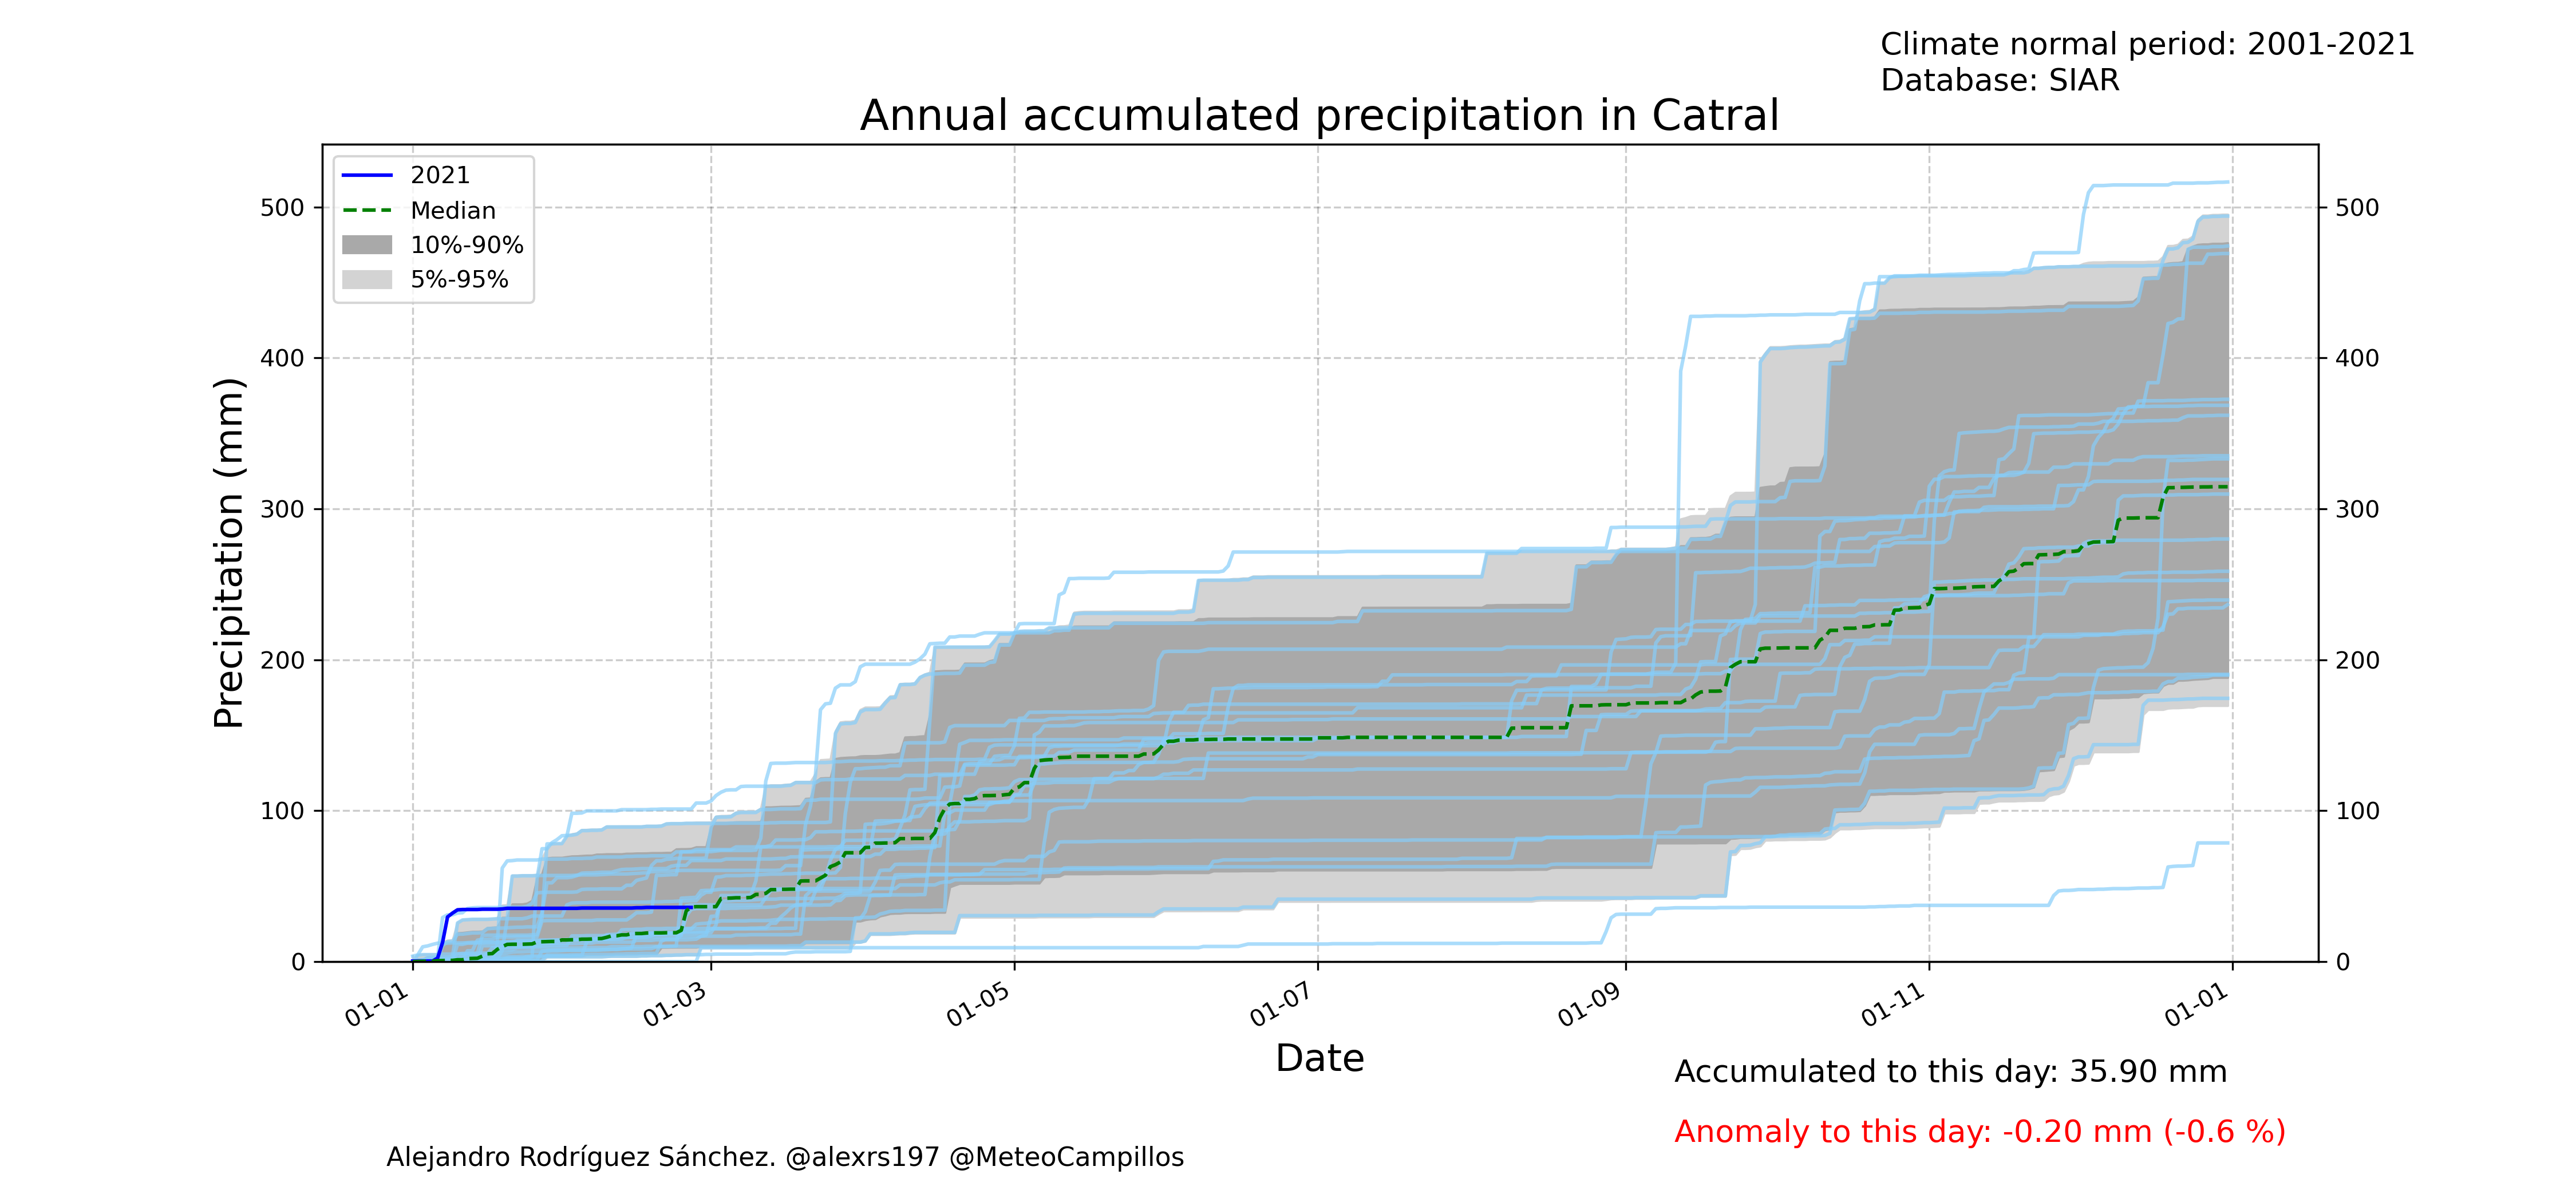 Climate normal period: 2001-2021
Database: SIAR
Annual accumulated precipitation in Catral
2021
Median
10%-90%
5%-95%
Precipitation (mm)
500
400
300
200
100
0
500
400
300
200
100
0
01-01
01-03
01-05
01-07
01-09
01-11
01-01
Date
Accumulated to this day: 35.90 mm
Anomaly to this day: -0.20 mm (-0.6 %)
Alejandro Rodríguez Sánchez. @alexrs197 @MeteoCampillos